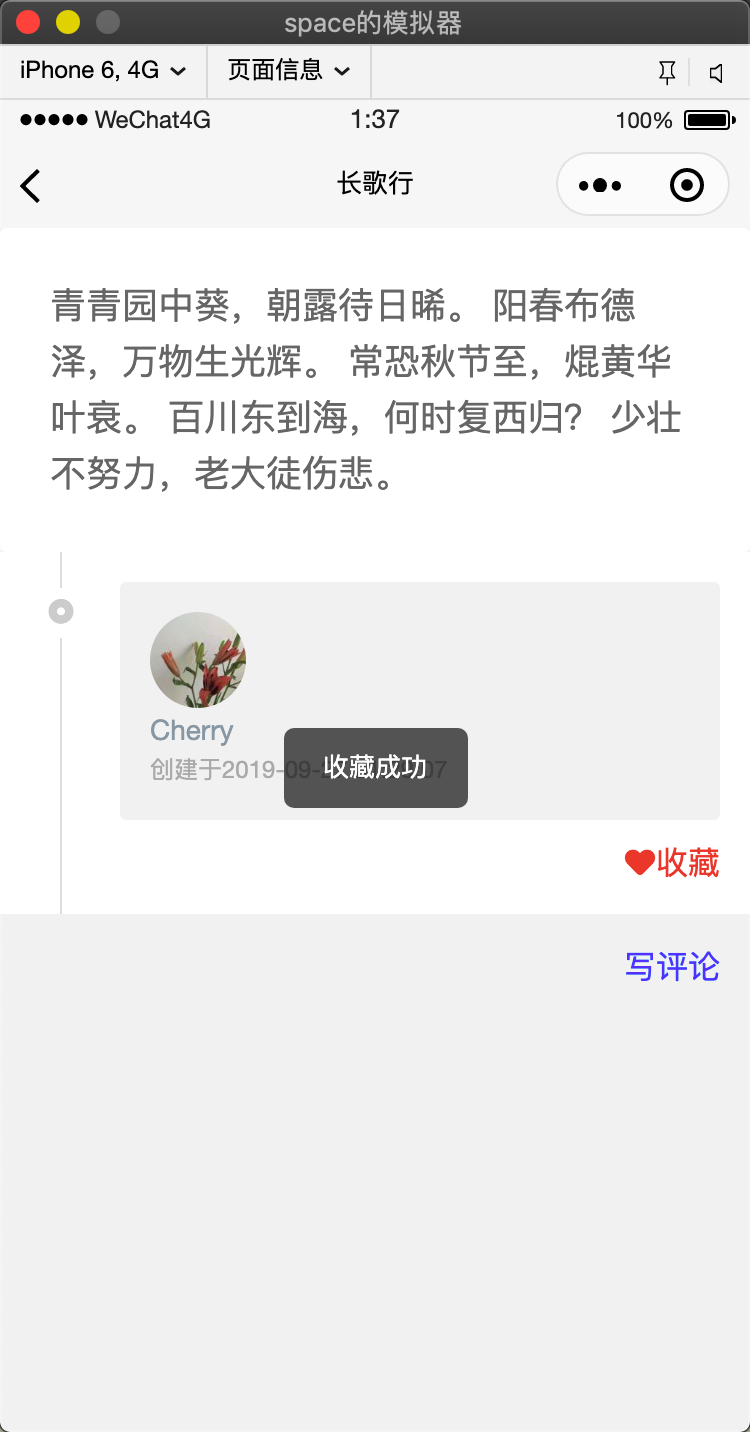 space的模拟器
iPhone 6, 4G 页面信息
WeChat4G 1:37 100%
长歌行
青青园中葵，朝露待日晞。 阳春布德
泽，万物生光辉。 常恐秋节至，焜黄华
叶衰。 百川东到海，何时复西归？ 少壮
不努力，老大徒伤悲。
Cherry
创建于2019-09-
收藏成功
07
收藏
写评论